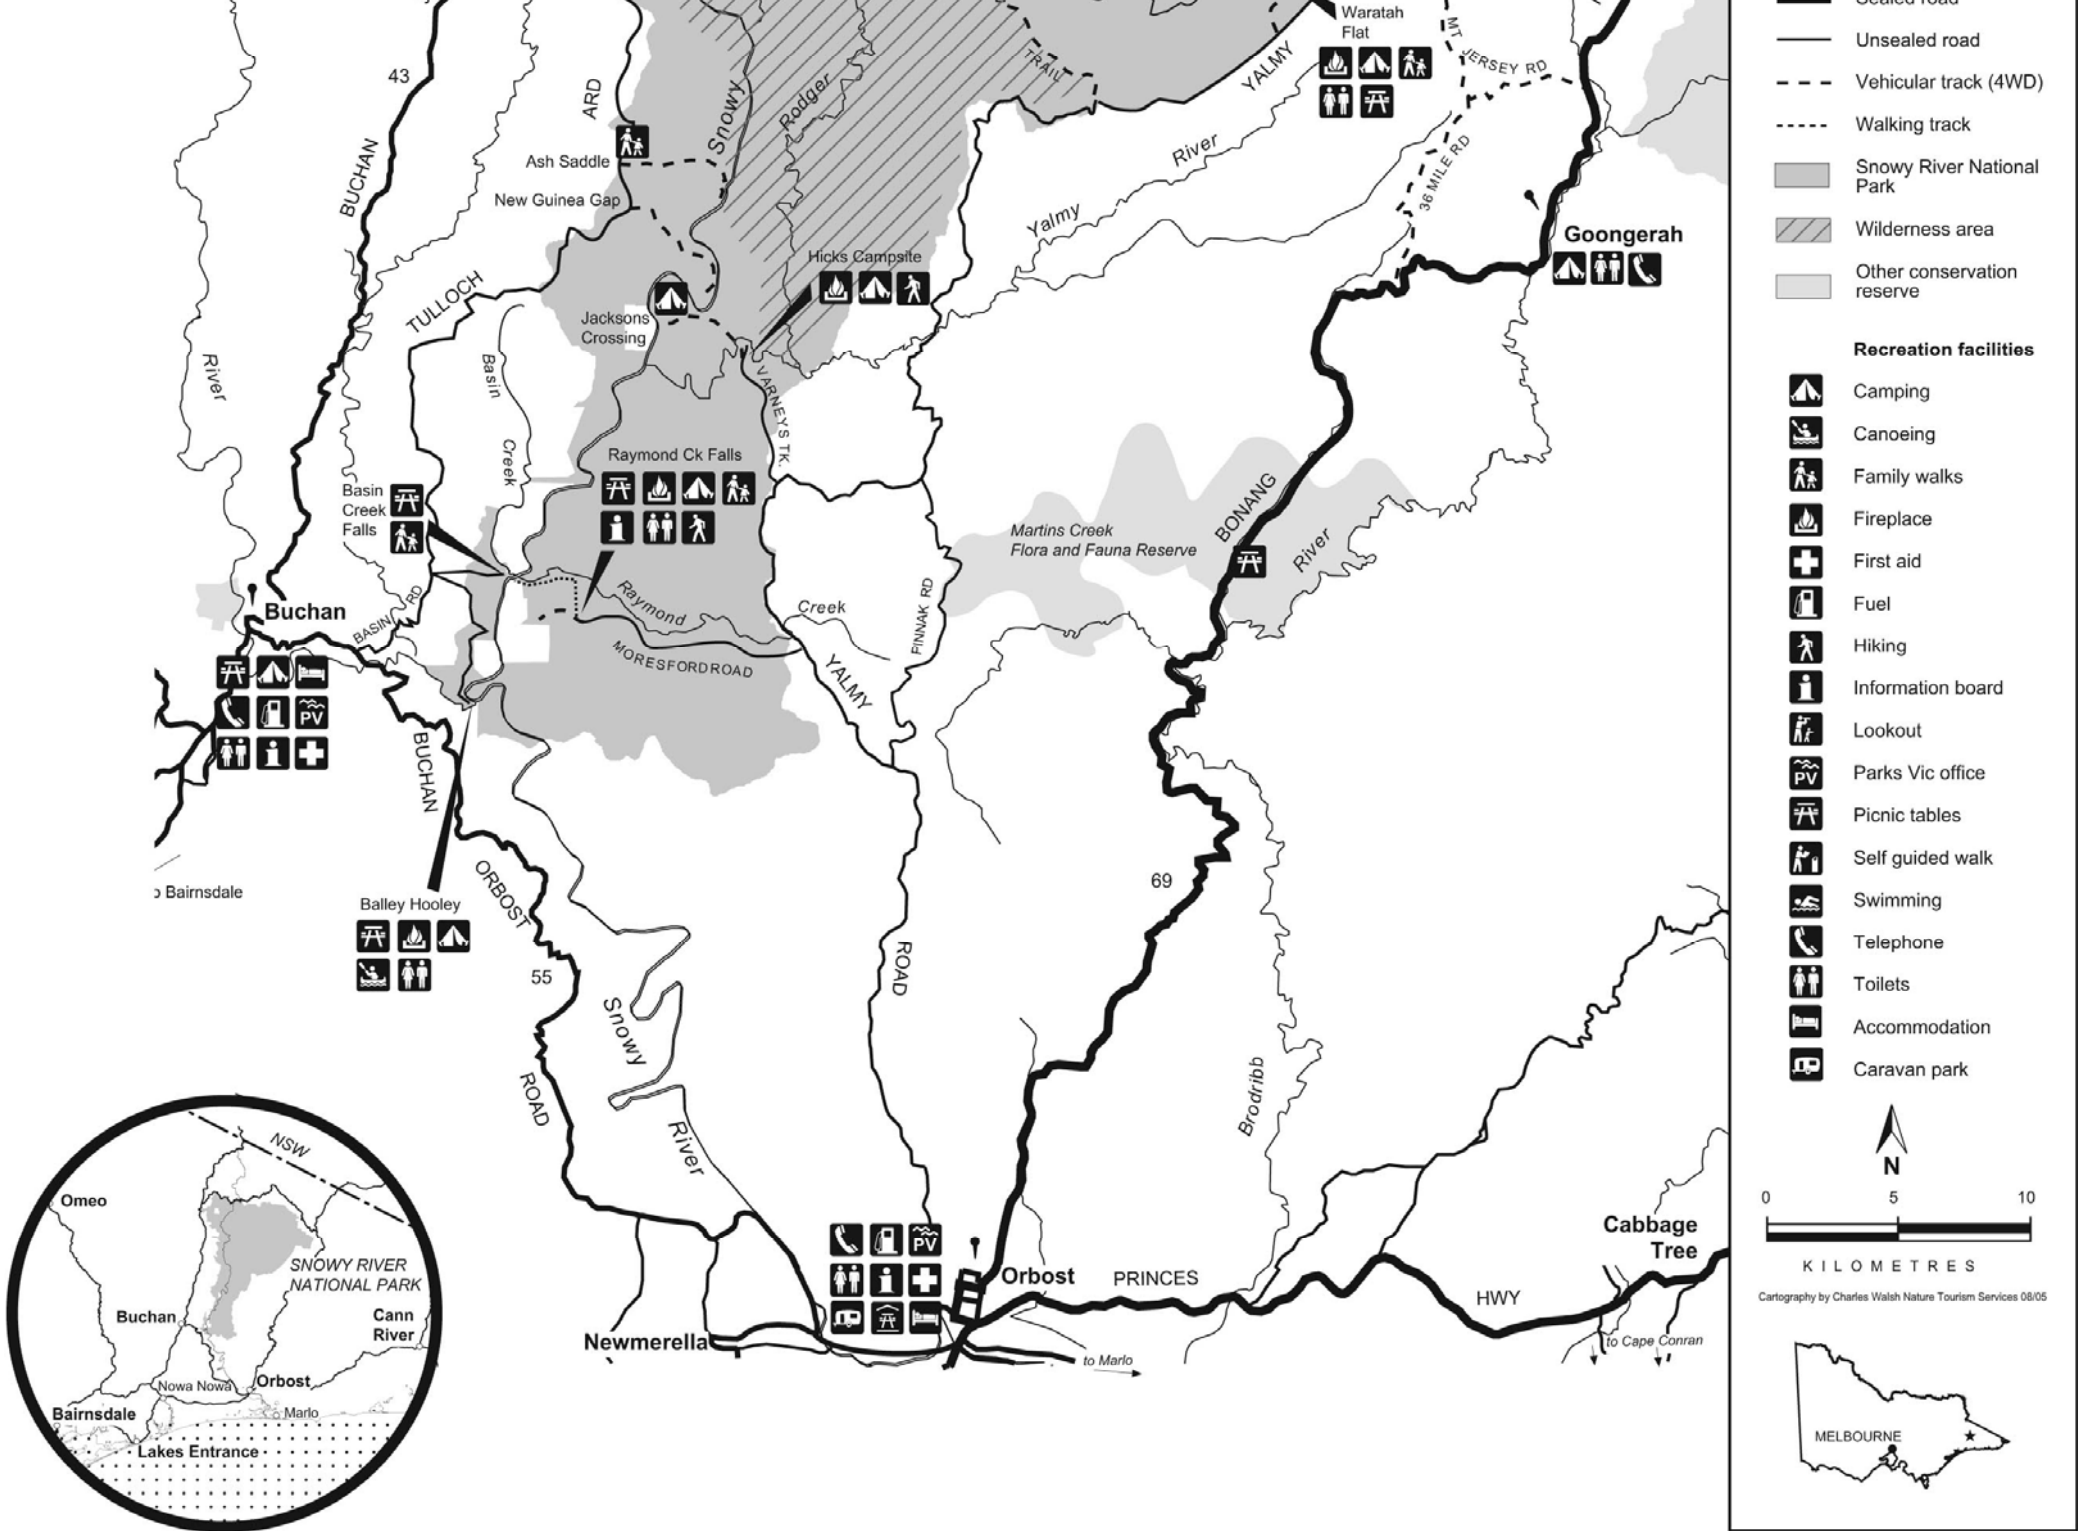 Waratah
Flat
MT
JERSEY RD
TRAIL
YALMY
43
ARD
Snowy
Rodger
BUCHAN
Ash Saddle
New Guinea Gap
River
Yalmy
36 MILE RD
Goongerah
Hicks Campsite
TULLOCH
Jacksons
Crossing
River
Basin
Creek
VARNEYS TK.
Raymond Ck Falls
Basin
Creek
Falls
BONANG
River
Martins Creek
Flora and Fauna Reserve
Buchan
BASIN RD
Raymond
Creek
FINNAK RD
MORESFORD ROAD
YALMY
PV
BUCHAN
Bairnsdale
ORBOST
69
Balley Hooley
55
ROAD
Snowy
ROAD
River
Brodribb
PV
Orbost
PRINCES
HWY
Cabbage
Tree
Newmerella
to Marlo
to Cape Conran
NSW
Omeo
SNOWY RIVER
NATIONAL PARK
Buchan
Cann
River
Nowa Nowa
Orbost
Bairnsdale
Marlo
Lakes Entrance
Sealed road
Unsealed road
Vehicular track (4WD)
Walking track
Snowy River National
Park
Wilderness area
Other conservation
reserve
Recreation facilities
Camping
Canoeing
Family walks
Fireplace
First aid
Fuel
Hiking
Information board
Lookout
PV Parks Vic office
Picnic tables
Self guided walk
Swimming
Telephone
Toilets
Accommodation
Caravan park
N
0 5 10
KILOMETRES
Cartography by Charles Walsh Nature Tourism Services 08/05
MELBOURNE